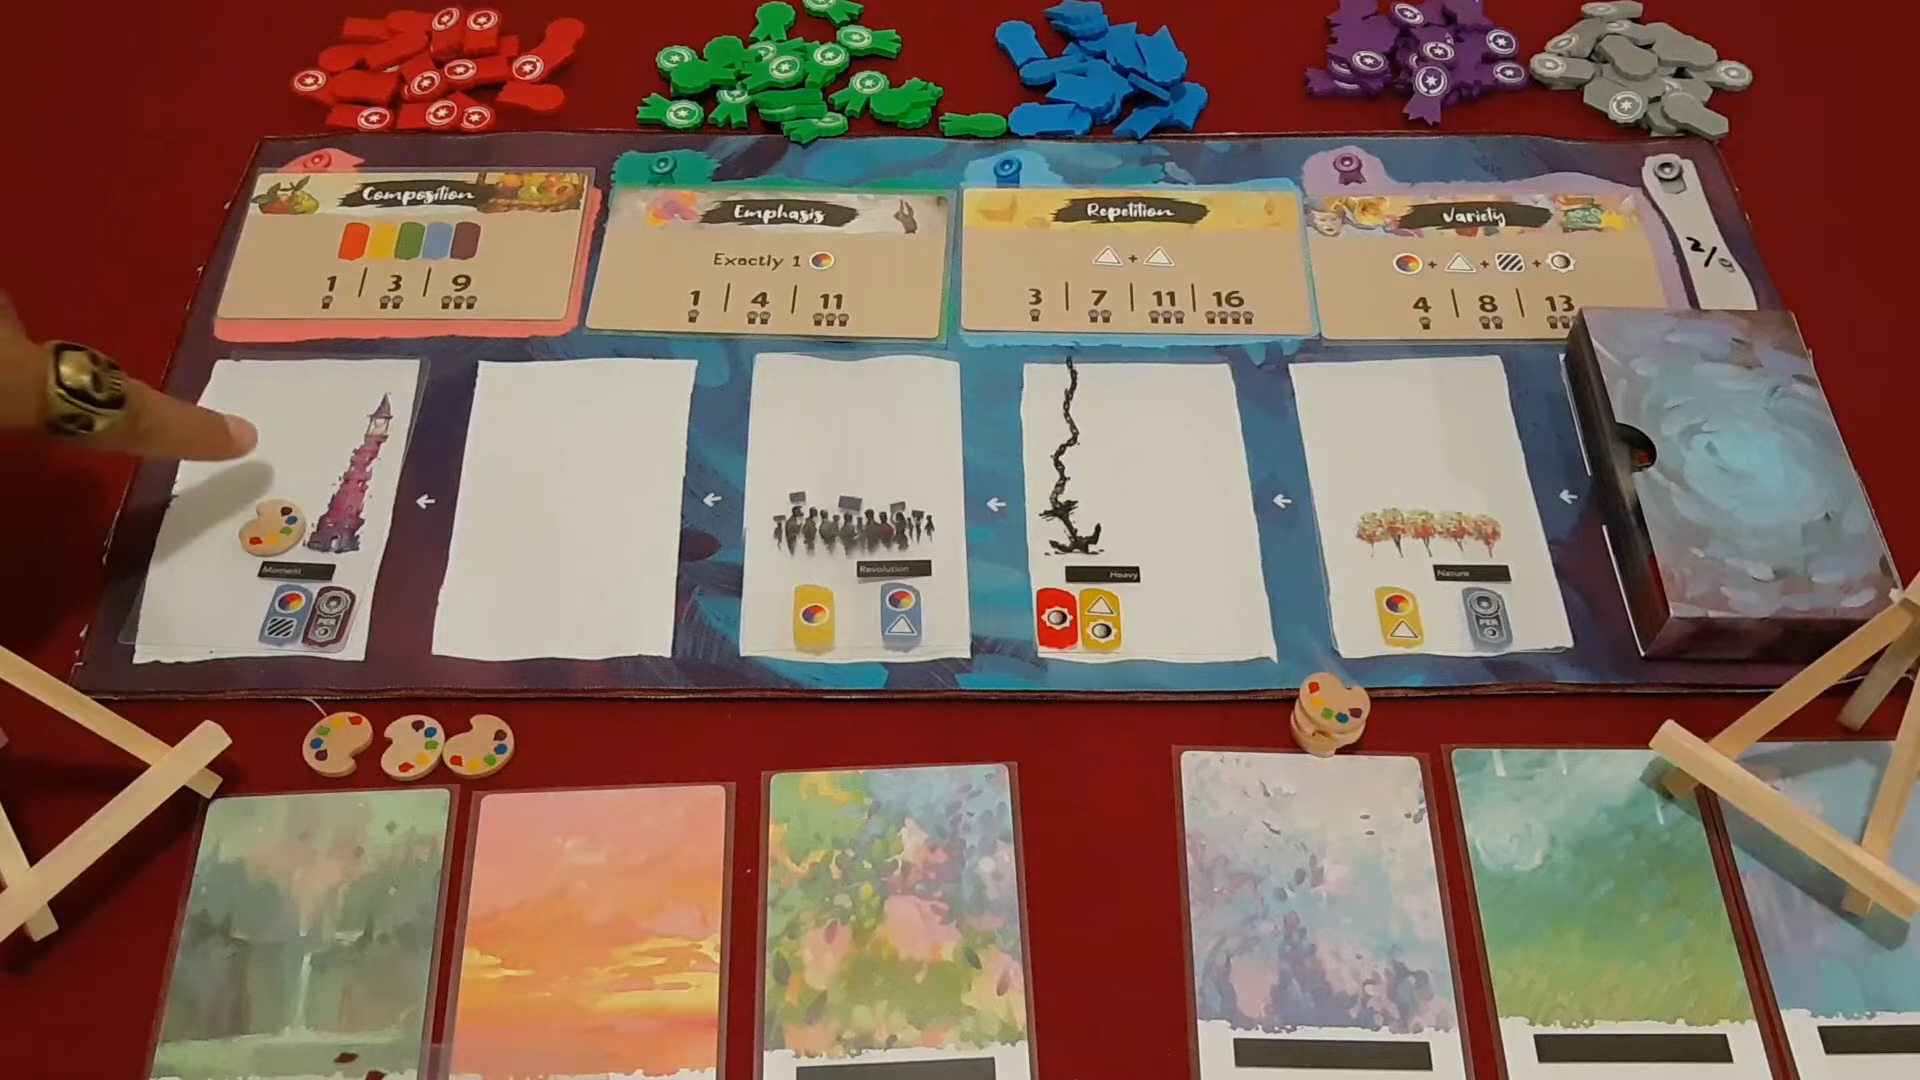 Composition
1 | 3 | 9
Emphasis
Exactly 1
1 | 4 | 11
Repetition
+
3 | 7 | 11 | 16
Variety
+ + +
4 | 8 | 13
2/9
Moment
PER
Revolution
Heavy
Nature
PER